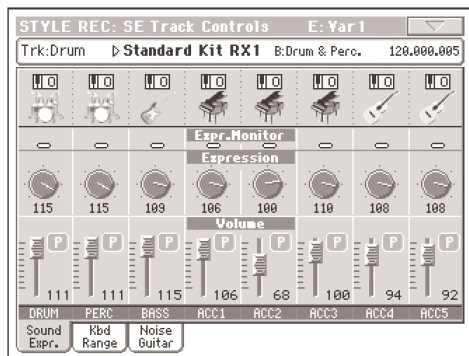 STYLE REC: SE Track Controls E: Var 1
Trk:Drum Standard Kit RX1 B:Drum & Perc. 120.000.005
Expr.Monitor
Expression
115 115 109 106 100 110 108 108
Volume
P P P P P P P P
111 111 115 106 68 100 94 92
DRUM PERC BASS ACC1 ACC2 ACC3 ACC4 ACC5
Sound Expr. Kbd Range Noise Guitar